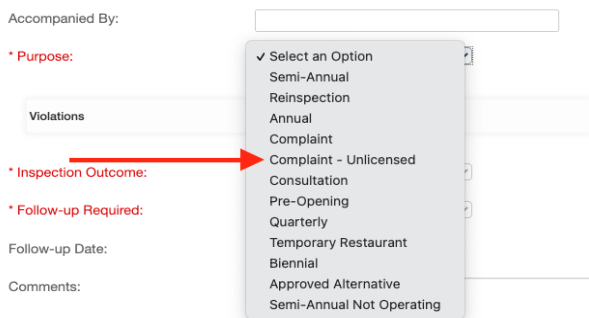 Accompanied By:
* Purpose:
✓ Select an Option
Semi-Annual
Reinspection
Annual
Complaint
Complaint - Unlicensed
Consultation
Pre-Opening
Quarterly
Temporary Restaurant
Biennial
Approved Alternative
Semi-Annual Not Operating
Violations
* Inspection Outcome:
* Follow-up Required:
Follow-up Date:
Comments: